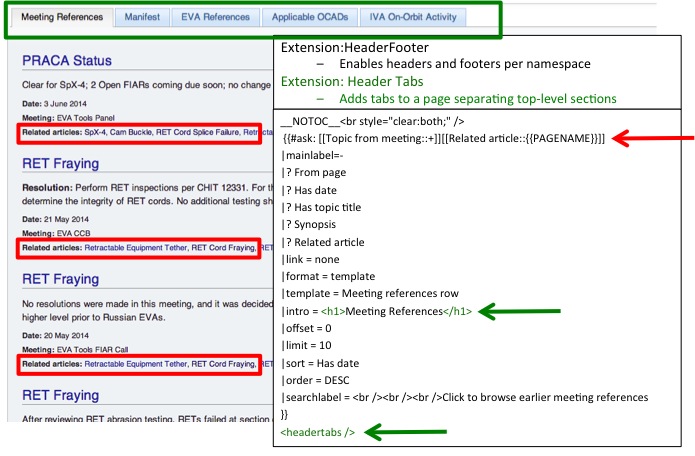 Meeting References Manifest EVA References Applicable OCADs IVA On-Orbit Activity
PRACA Status
Clear for SpX-4; 2 Open FIARs coming due soon; no change
Date: 3 June 2014
Meeting: EVA Tools Panel
Related articles: SpX-4, Cam Buckle, RET Cord Splice Failure, Retracta
RET Fraying
Resolution: Perform RET inspections per CHIT 12331. For th
determine the integrity of RET cords. No additional testing sh
Date: 21 May 2014
Meeting: EVA CCB
Related articles: Retractable Equipment Tether, RET Cord Fraying, RET
RET Fraying
No resolutions were made in this meeting, and it was decided
higher level prior to Russian EVAs.
Date: 20 May 2014
Meeting: EVA Tools FIAR Call
Related articles: Retractable Equipment Tether, RET Cord Fraying, RET
RET Fraying
After reviewing RET abrasion testing, RETs failed at section
Extension:HeaderFooter
– Enables headers and footers per namespace
Extension: Header Tabs
– Adds tabs to a page separating top-level sections
__NOTOC__<br style="clear:both;" />
{{#ask: [[Topic from meeting::+]][[Related article::{{PAGENAME}}]]
|mainlabel=-
|? From page
|? Has date
|? Has topic title
|? Synopsis
|? Related article
|link = none
|format = template
|template = Meeting references row
|intro = <h1>Meeting References</h1>
|offset = 0
|limit = 10
|sort = Has date
|order = DESC
|searchlabel = <br /><br /><br />Click to browse earlier meeting references
}}
<headertabs />